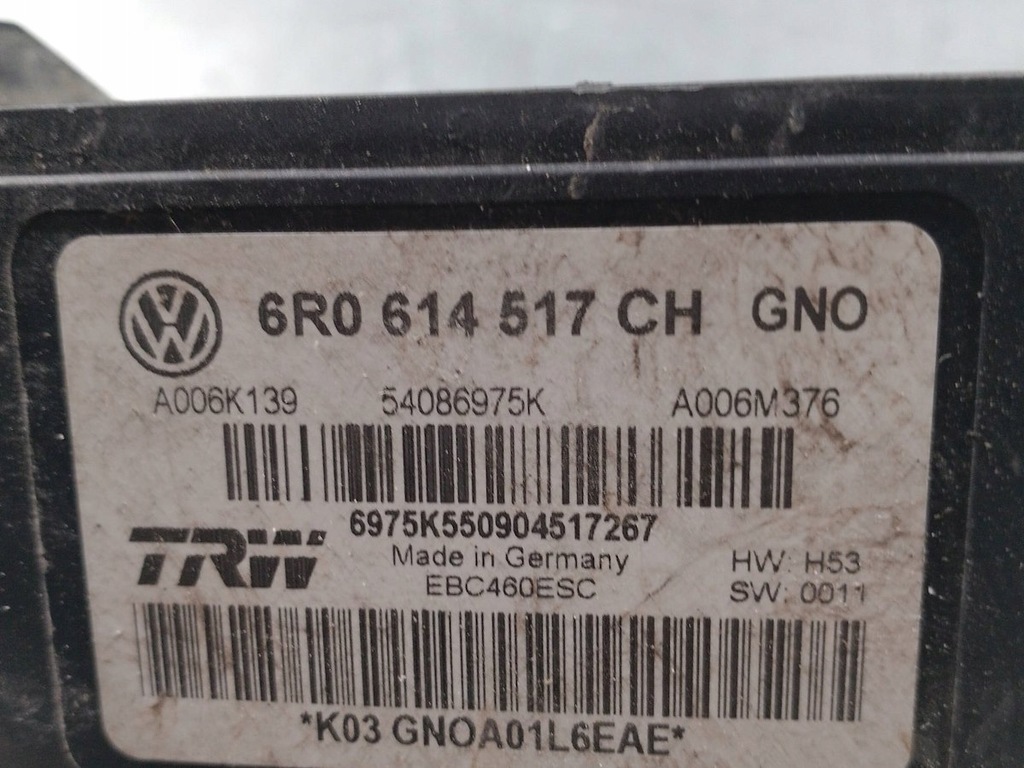 6R0 614 517 CH GNO
A006K139 54086975K A006M376
6975K550904517267
TRW Made in Germany HW: H53
EBC460ESC SW: 0011
*K03 GNOA01L6EAE*